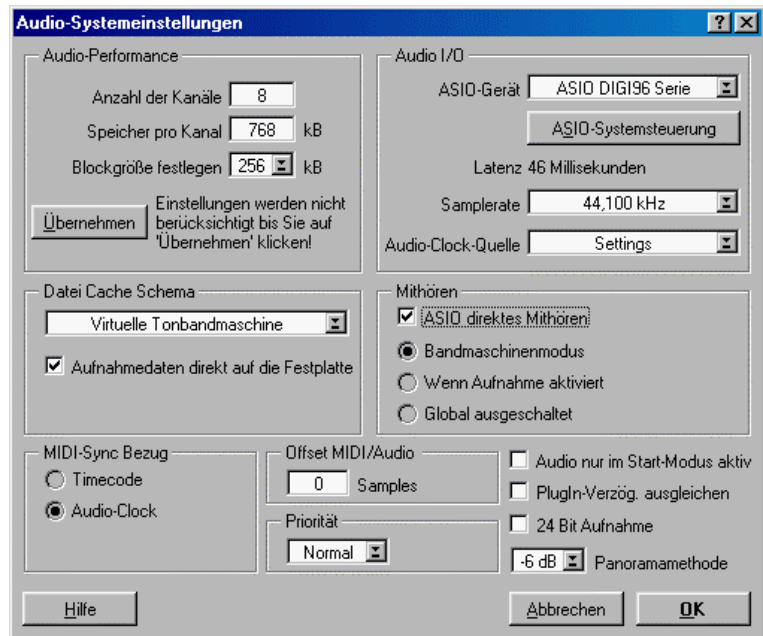 Audio-Systemeinstellungen
Audio-Performance
Anzahl der Kanäle 8
Speicher pro Kanal 768 kB
Blockgröße festlegen 256 kB
Übernehmen
Einstellungen werden nicht
berücksichtigt bis Sie auf
'Übernehmen' klicken!
Audio I/O
ASIO-Gerät ASIO DIGI96 Serie
ASIO-Systemsteuerung
Latenz 46 Millisekunden
Samplerate 44,100 kHz
Audio-Clock-Quelle Settings
Datei Cache Schema
Virtuelle Tonbandmaschine
Aufnahmedaten direkt auf die Festplatte
Mithören
ASIO direktes Mithören
Bandmaschinenmodus
Wenn Aufnahme aktiviert
Global ausgeschaltet
MIDI-Sync Bezug
Timecode
Audio-Clock
Offset MIDI/Audio
0 Samples
Priorität
Normal
Audio nur im Start-Modus aktiv
PlugIn-Verzög. ausgleichen
24 Bit Aufnahme
-6 dB Panoramamethode
Hilfe
Abbrechen
OK